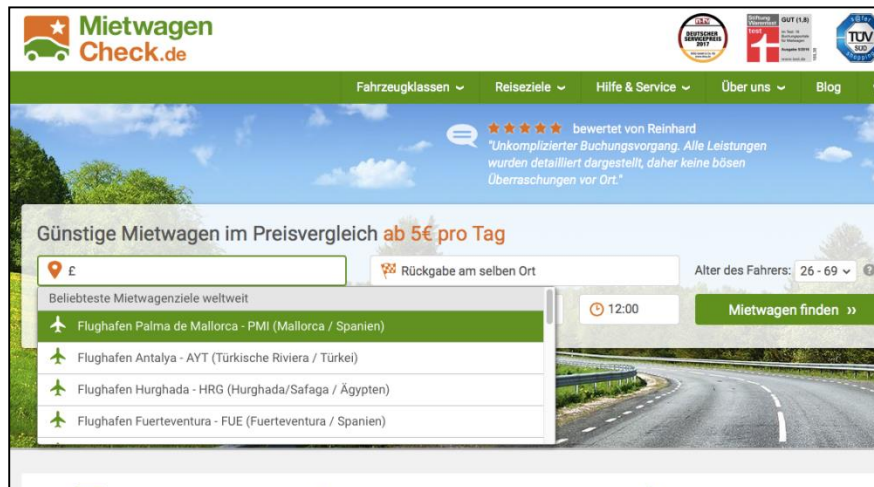 Mietwagen
Check.de
DEUTSCHER
SERVICEPREIS
2017
Stiftung
Warentest
test
GUT (1,8)
TÜV
SÜD
Fahrzeugklassen
Reiseziele
Hilfe & Service
Über uns
Blog
bewertet von Reinhard
"Unkomplizierter Buchungsvorgang. Alle Leistungen
wurden detailliert dargestellt, daher keine bösen
Überraschungen vor Ort."
Günstige Mietwagen im Preisvergleich ab 5€ pro Tag
£
Rückgabe am selben Ort
Alter des Fahrers: 26 - 69
Beliebteste Mietwagenziele weltweit
12:00
Mietwagen finden »
Flughafen Palma de Mallorca - PMI (Mallorca / Spanien)
Flughafen Antalya - AYT (Türkische Riviera / Türkei)
Flughafen Hurghada - HRG (Hurghada/Safaga / Ägypten)
Flughafen Fuerteventura - FUE (Fuerteventura / Spanien)